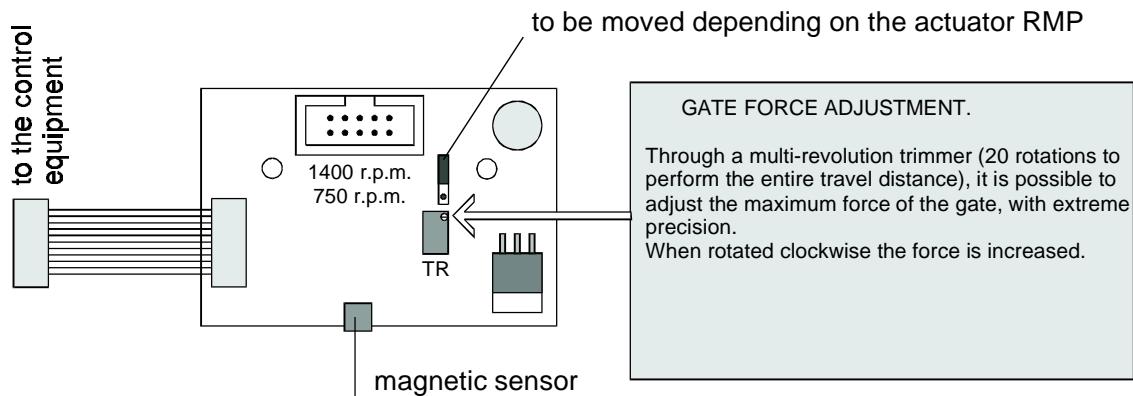 to be moved depending on the actuator RMP
to the control
equipment
1400 r.p.m.
750 r.p.m.
TR
magnetic sensor
GATE FORCE ADJUSTMENT.
Through a multi-revolution trimmer (20 rotations to
perform the entire travel distance), it is possible to
adjust the maximum force of the gate, with extreme
precision.
When rotated clockwise the force is increased.